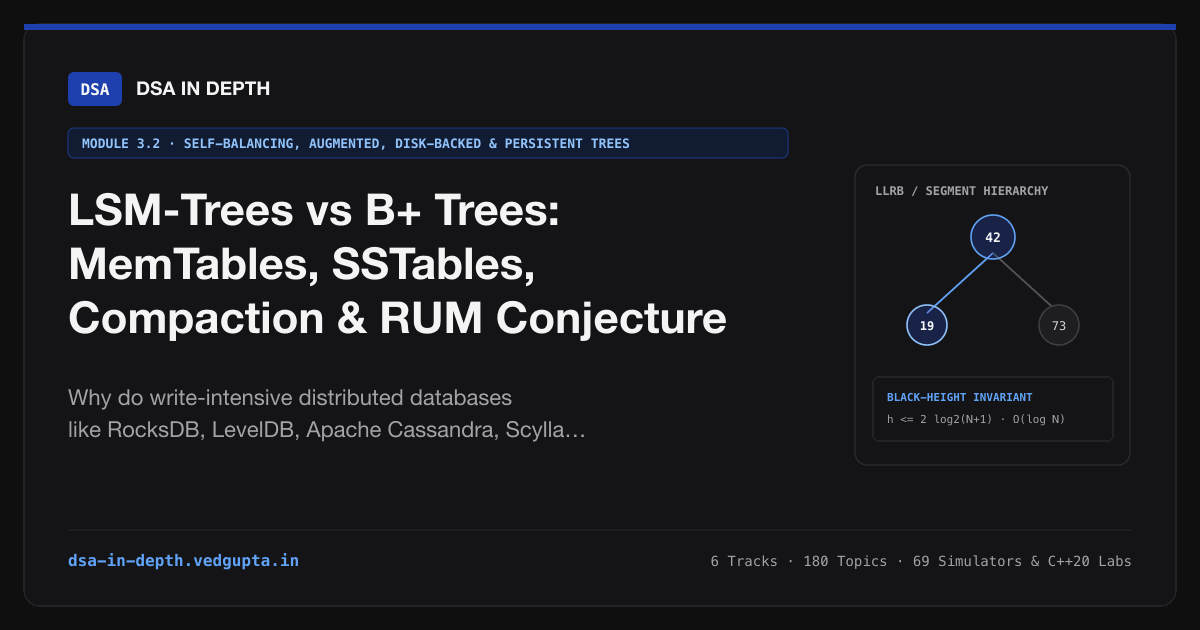 DSA
DSA IN DEPTH
MODULE 3.2 · SELF-BALANCING, AUGMENTED, DISK-BACKED & PERSISTENT TREES
LSM-Trees vs B+ Trees:
MemTables, SSTables,
Compaction & RUM Conjecture
Why do write-intensive distributed databases
like RocksDB, LevelDB, Apache Cassandra, Scylla…
LLRB / SEGMENT HIERARCHY
42
19
73
BLACK-HEIGHT INVARIANT
h <= 2 log2(N+1) · O(log N)
dsa-in-depth.vedgupta.in
6 Tracks · 180 Topics · 69 Simulators & C++20 Labs